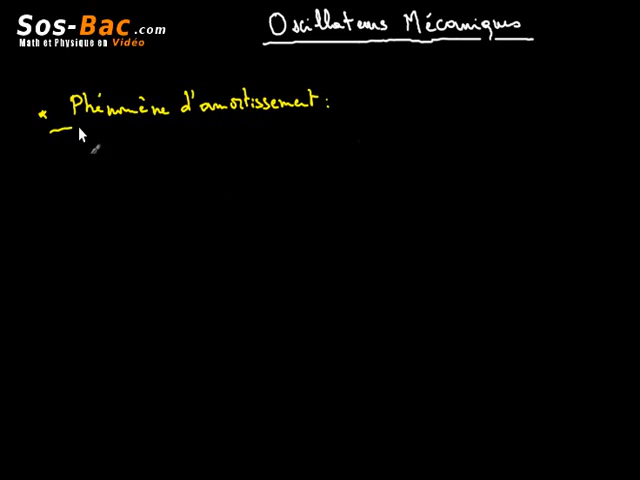 Sos-Bac.com
Math et Physique en Vidéo
Oscillateurs Mécaniques
* Phénomène d'amortissement :